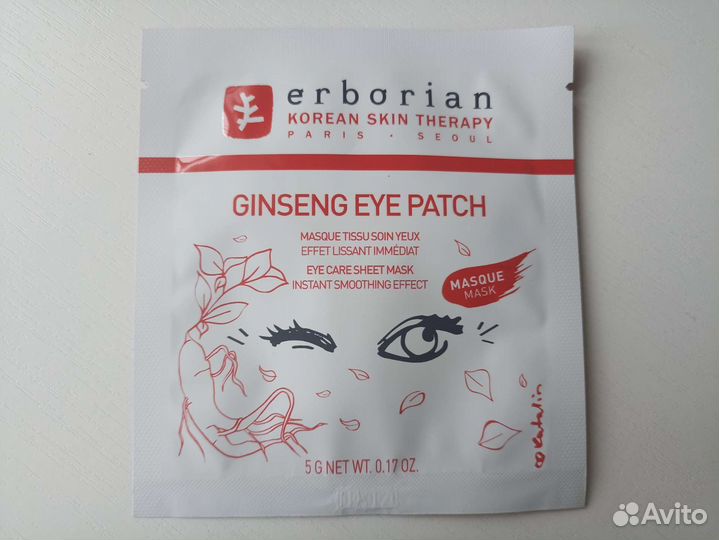 erborian
KOREAN SKIN THERAPY
PARIS · SEOUL
GINSENG EYE PATCH
MASQUE TISSU SOIN YEUX
EFFET LISSANT IMMÉDIAT
EYE CARE SHEET MASK
INSTANT SMOOTHING EFFECT
MASQUE
MASK
Katalin
5 G NET WT. 0.17 OZ.
Avito